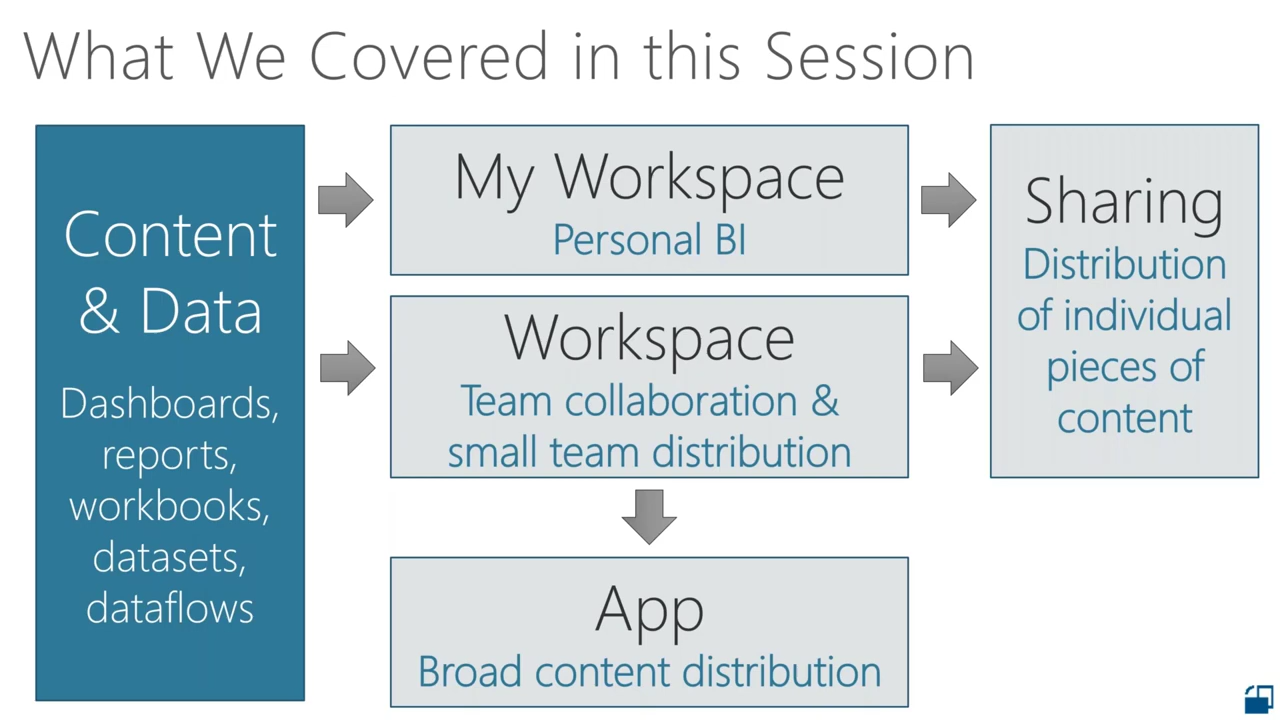 What We Covered in this Session
Content
& Data
Dashboards,
reports,
workbooks,
datasets,
dataflows
My Workspace
Personal BI
Workspace
Team collaboration &
small team distribution
App
Broad content distribution
Sharing
Distribution
of individual
pieces of
content